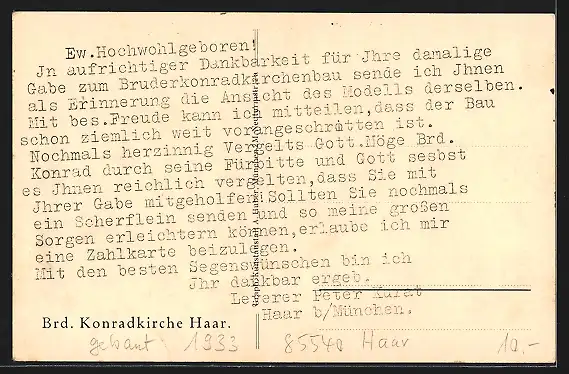 Ew.Hochwohlgeboren!
Jn aufrichtiger Dankbarkeit für Jhre damalige
Gabe zum Bruderkonradkirchenbau sende ich Jhnen
als Erinnerung die Ansicht des Modells derselben.
Mit bes.Freude kann ich mitteilen,dass der Bau
schon ziemlich weit vorangeschritten ist.
Nochmals herzinnig Vergelts Gott.Möge Brd.
Konrad durch seine Fürbitte und Gott sesbst
es Jhnen reichlich vergelten,dass Sie mit
Jhrer Gabe mitgeholfen.Sollten Sie nochmals
ein Scherflein senden und so meine großen
Sorgen erleichtern können,erlaube ich mir
eine Zahlkarte beizulegen.
Mit den besten Segenswünschen bin ich
Jhr dankbar ergeb.
Peter Kurat
Haar b/München.
Brd. Konradkirche Haar.
gebaut 1933 85540 Haar 10.-